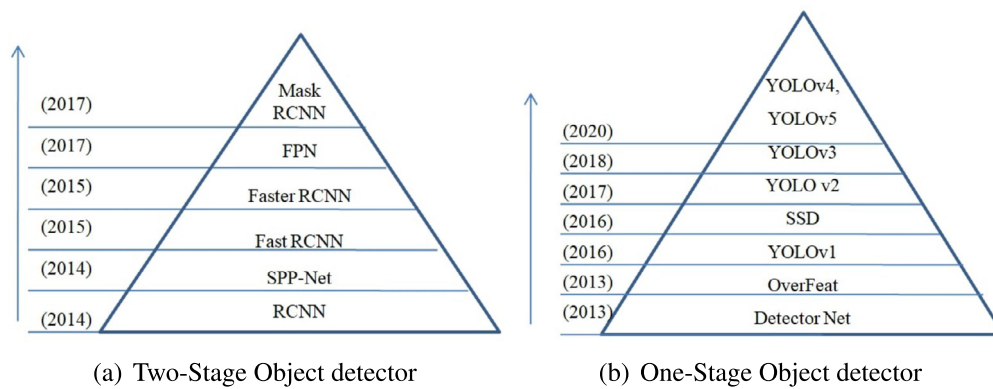 (2017)
Mask
RCNN
(2017)
FPN
(2015)
Faster RCNN
(2015)
Fast RCNN
(2014)
SPP-Net
(2014)
RCNN
(a) Two-Stage Object detector
YOLOv4,
(2020)
YOLOv5
(2018)
YOLOv3
(2017)
YOLO v2
(2016)
SSD
(2016)
YOLOv1
(2013)
OverFeat
(2013)
Detector Net
(b) One-Stage Object detector